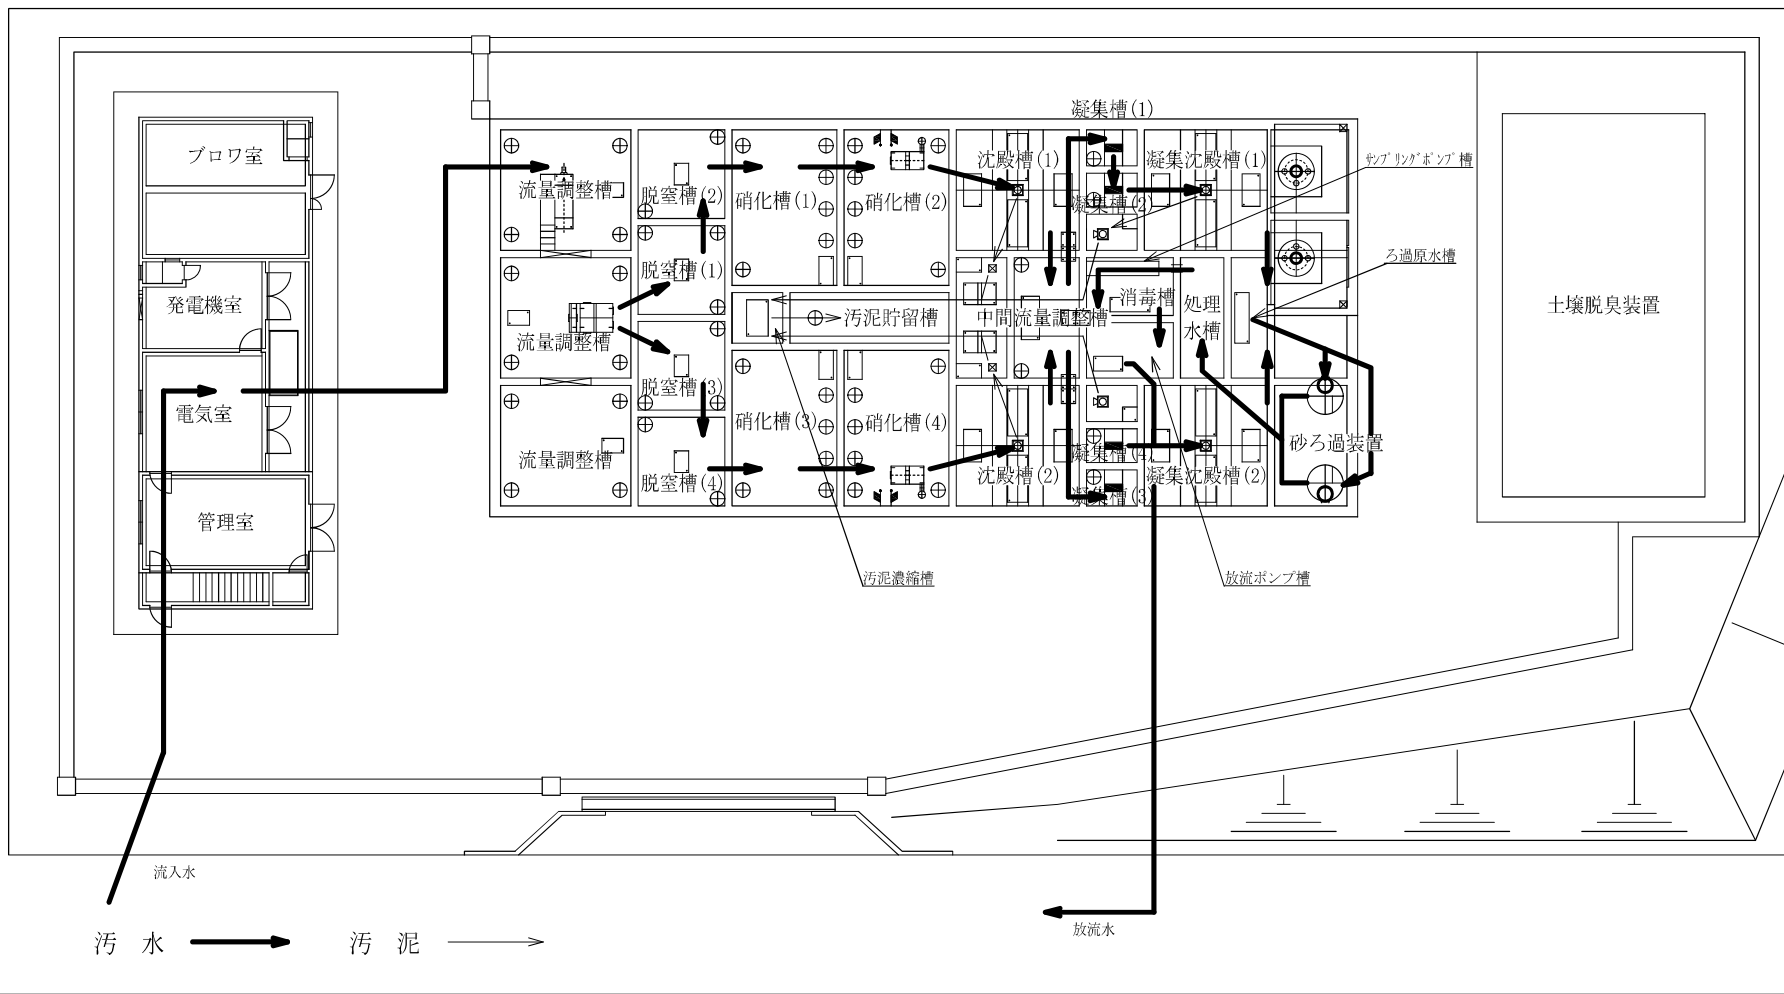 凝集槽(1)
ブロワ室
沈殿槽(1)
凝集沈殿槽(1)
サンプリングポンプ槽
流量調整槽
脱窒槽(2)
硝化槽(1)
硝化槽(2)
凝集槽(2)
ろ過原水槽
脱窒槽(1)
発電機室
消毒槽
処理
水槽
土壌脱臭装置
汚泥貯留槽
中間流量調整槽
流量調整槽
脱窒槽(3)
電気室
硝化槽(3)
硝化槽(4)
砂ろ過装置
流量調整槽
凝集槽(4)
脱窒槽(4)
沈殿槽(2)
凝集沈殿槽(2)
凝集槽(3)
管理室
汚泥濃縮槽
放流ポンプ槽
流入水
放流水
汚 水
汚 泥